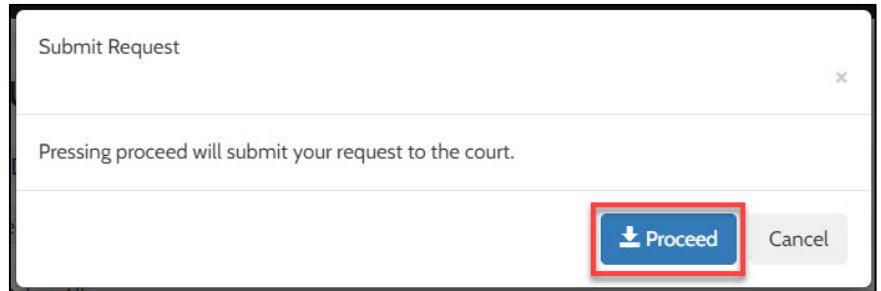 Submit Request
×
Pressing proceed will submit your request to the court.
Proceed Cancel